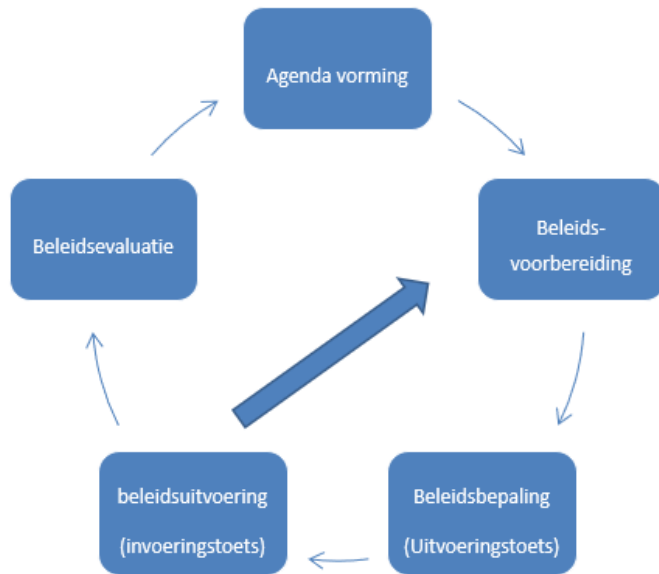 Agenda vorming
Beleids-
voorbereiding
Beleidsbepaling
(Uitvoeringstoets)
beleidsuitvoering
(invoeringstoets)
Beleidsevaluatie